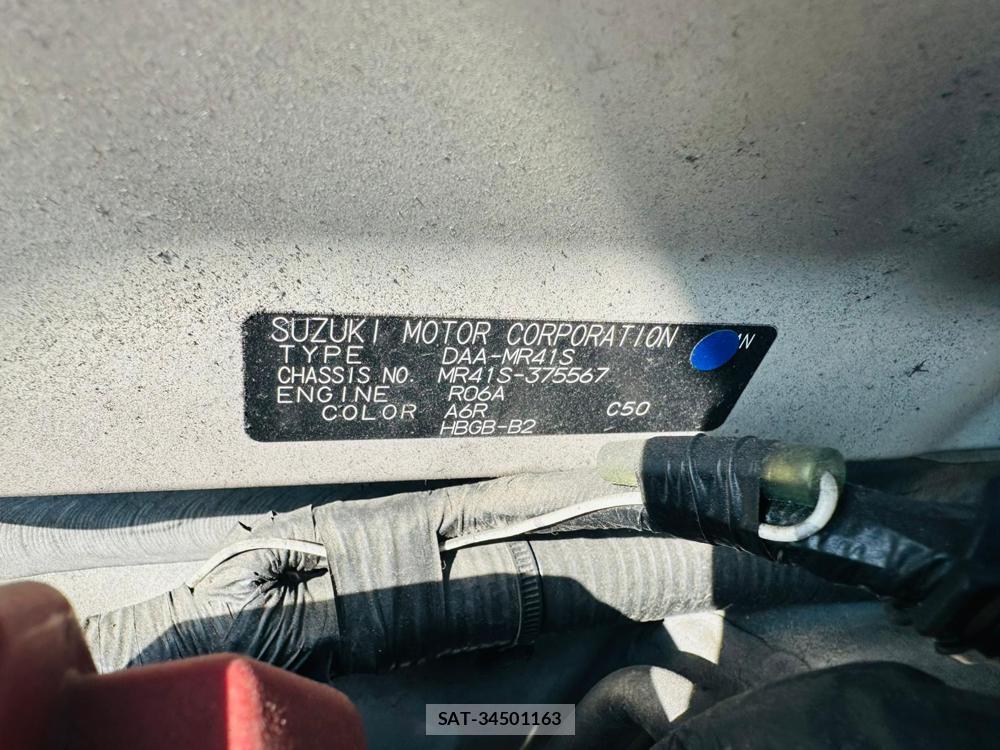 SUZUKI MOTOR CORPORATION
TYPE DAA-MR41S
CHASSIS NO. MR41S-375567
ENGINE R06A
COLOR A6R C50
HBGB-B2
SAT-34501163